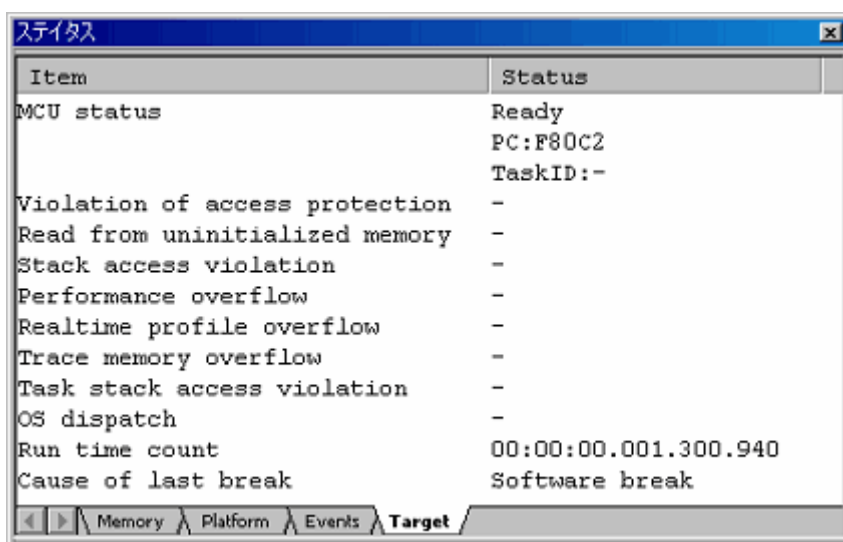 ステイタス
Item Status
MCU status Ready
PC:F80C2
TaskID:-
Violation of access protection -
Read from uninitialized memory -
Stack access violation -
Performance overflow -
Realtime profile overflow -
Trace memory overflow -
Task stack access violation -
OS dispatch -
Run time count 00:00:00.001.300.940
Cause of last break Software break
Memory Platform Events Target